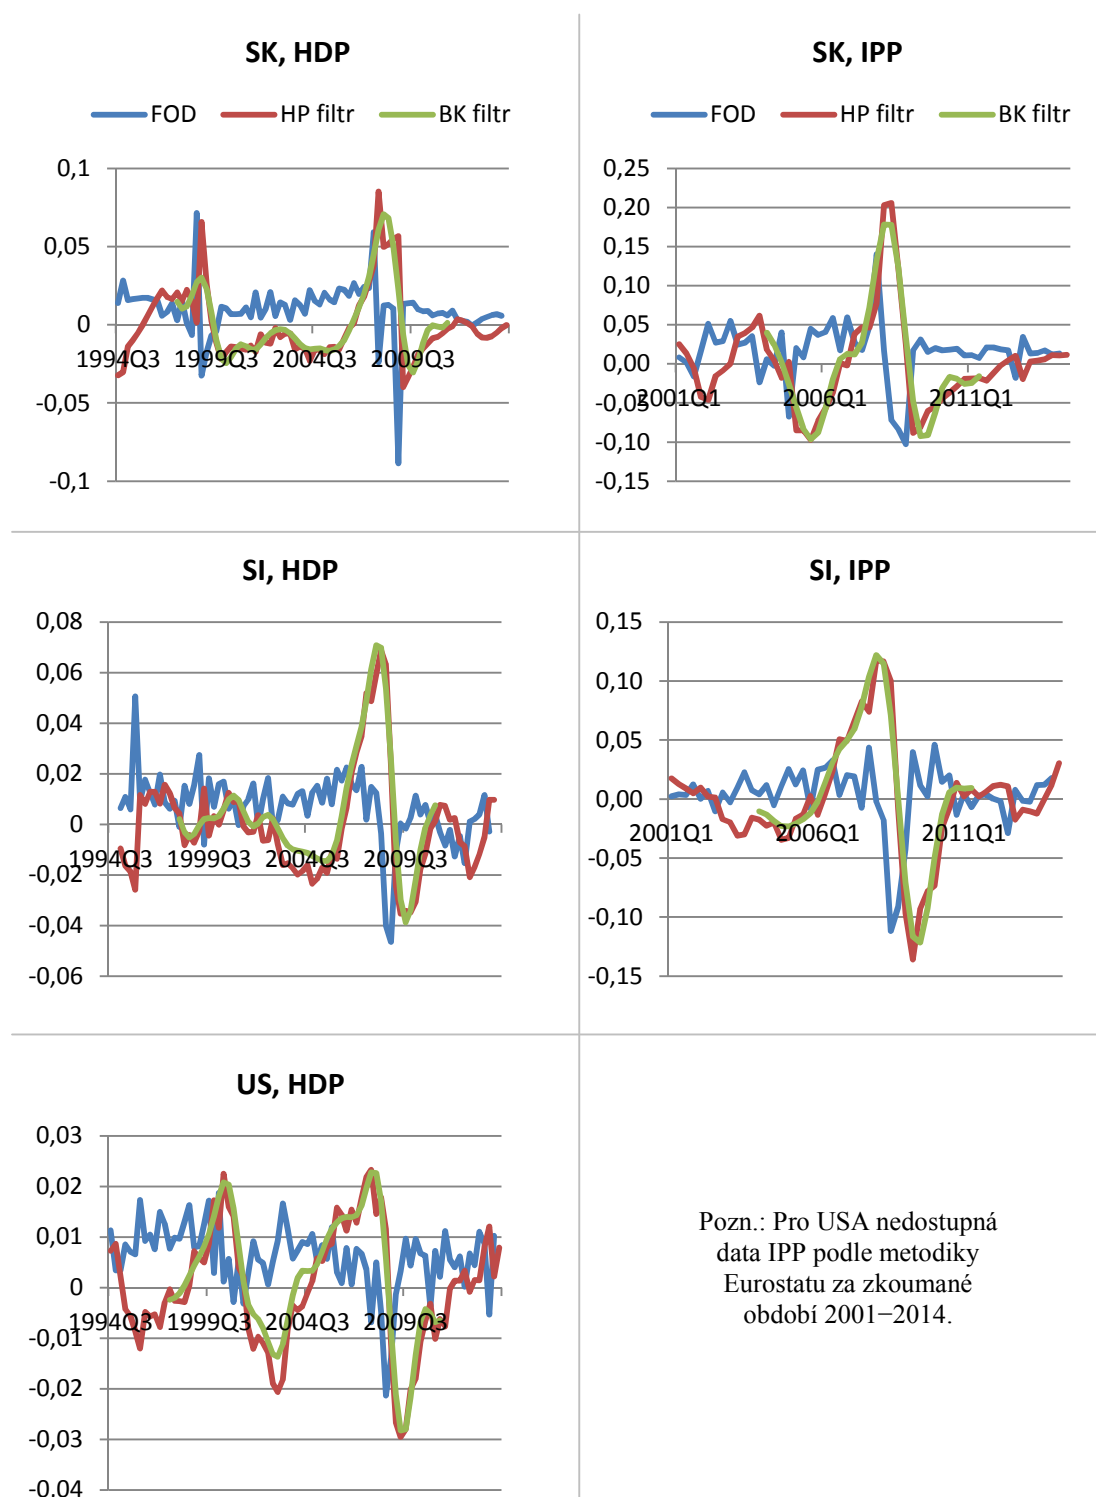 SK, HDP
FOD HP filtr BK filtr
0,1
0,05
0
-0,05
-0,1
1994Q3 1999Q3 2004Q3 2009Q3
SK, IPP
FOD HP filtr BK filtr
0,25
0,20
0,15
0,10
0,05
0,00
-0,05
-0,10
-0,15
2001Q1 2006Q1 2011Q1
SI, HDP
0,08
0,06
0,04
0,02
0
-0,02
-0,04
-0,06
1994Q3 1999Q3 2004Q3 2009Q3
SI, IPP
0,15
0,10
0,05
0,00
-0,05
-0,10
-0,15
2001Q1 2006Q1 2011Q1
US, HDP
0,03
0,02
0,01
0
-0,01
-0,02
-0,03
-0,04
1994Q3 1999Q3 2004Q3 2009Q3
Pozn.: Pro USA nedostupná
data IPP podle metodiky
Eurostatu za zkoumané
období 2001−2014.